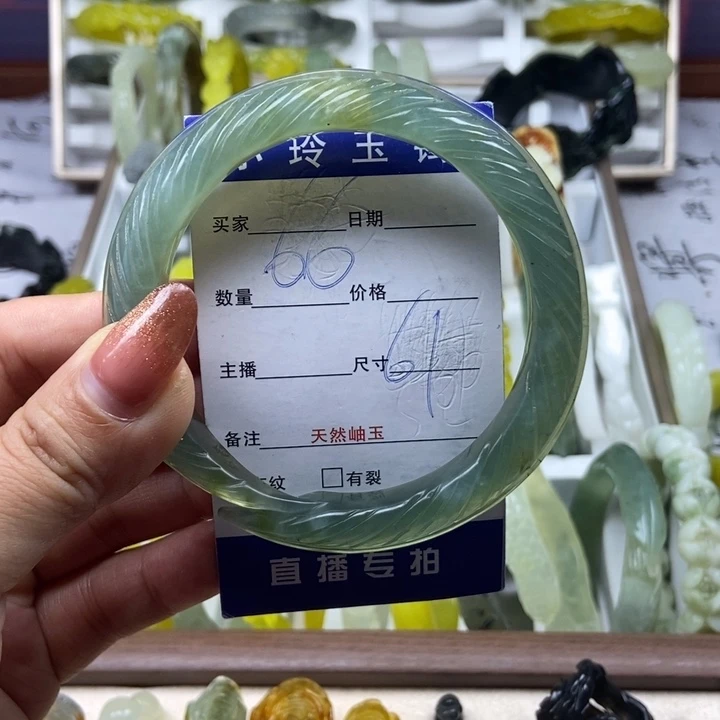 玲玉
买家 日期
66
数量 价格
主播 尺寸 61
备注 天然岫玉
纹 □有裂
直播专拍